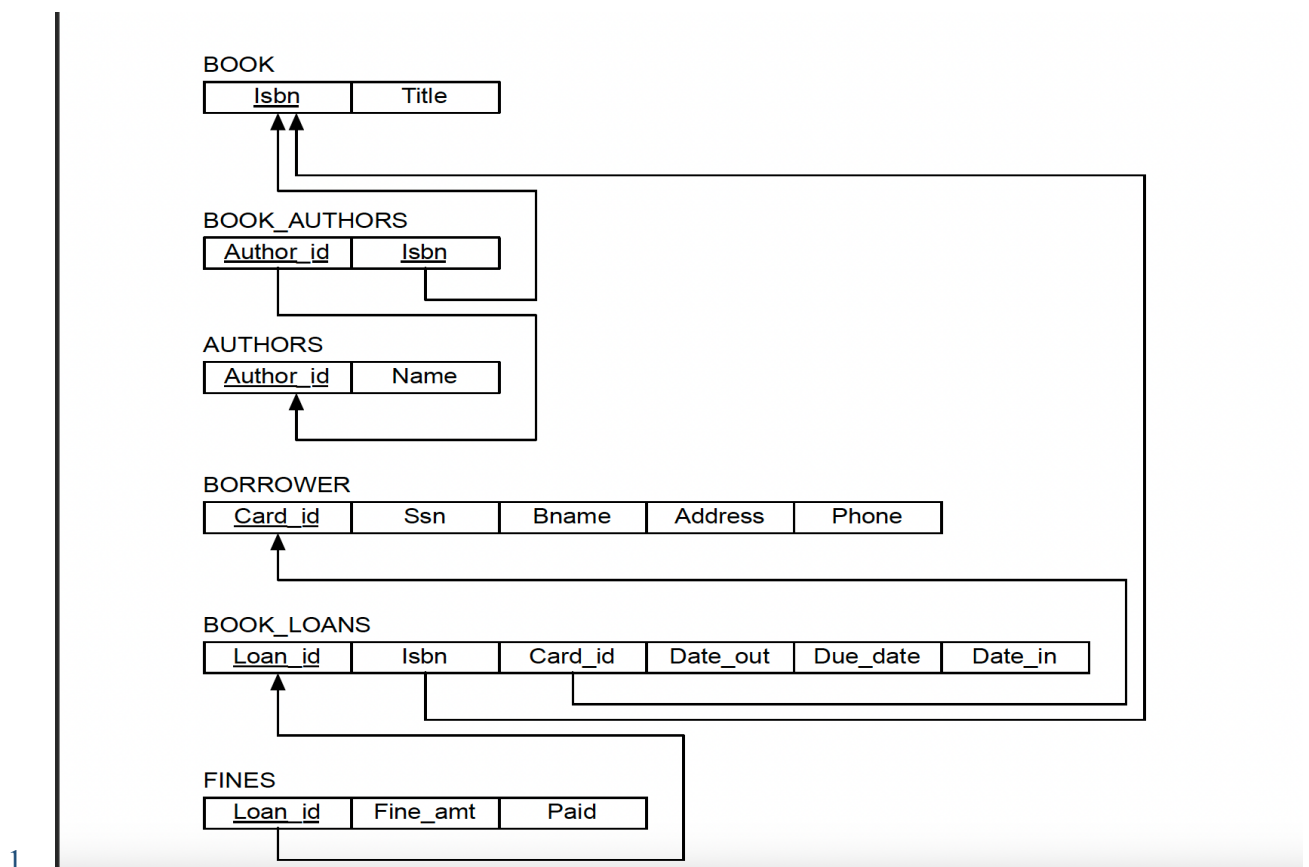 BOOK
Isbn Title
BOOK_AUTHORS
Author_id Isbn
AUTHORS
Author_id Name
BORROWER
Card_id Ssn Bname Address Phone
BOOK_LOANS
Loan_id Isbn Card_id Date_out Due_date Date_in
FINES
Loan_id Fine_amt Paid
1